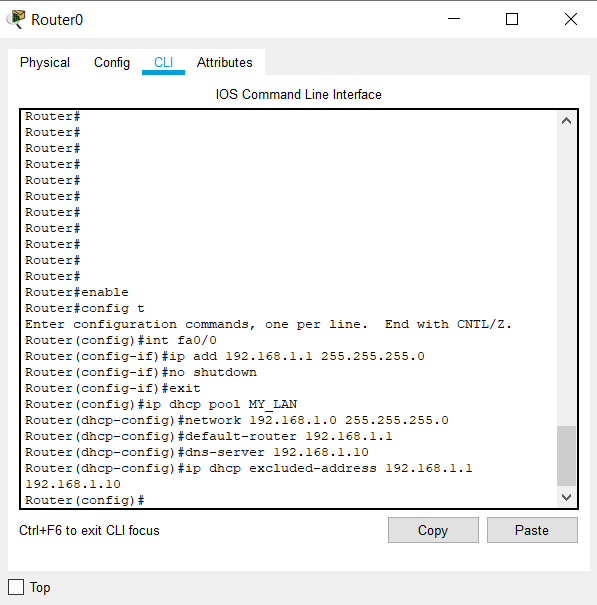 Router0
Physical Config CLI Attributes
IOS Command Line Interface
Router#
Router#
Router#
Router#
Router#
Router#
Router#
Router#
Router#
Router#
Router#
Router#enable
Router#config t
Enter configuration commands, one per line.  End with CNTL/Z.
Router(config)#int fa0/0
Router(config-if)#ip add 192.168.1.1 255.255.255.0
Router(config-if)#no shutdown
Router(config-if)#exit
Router(config)#ip dhcp pool MY_LAN
Router(dhcp-config)#network 192.168.1.0 255.255.255.0
Router(dhcp-config)#default-router 192.168.1.1
Router(dhcp-config)#dns-server 192.168.1.10
Router(dhcp-config)#ip dhcp excluded-address 192.168.1.1
192.168.1.10
Router(config)#
Ctrl+F6 to exit CLI focus Copy Paste
Top